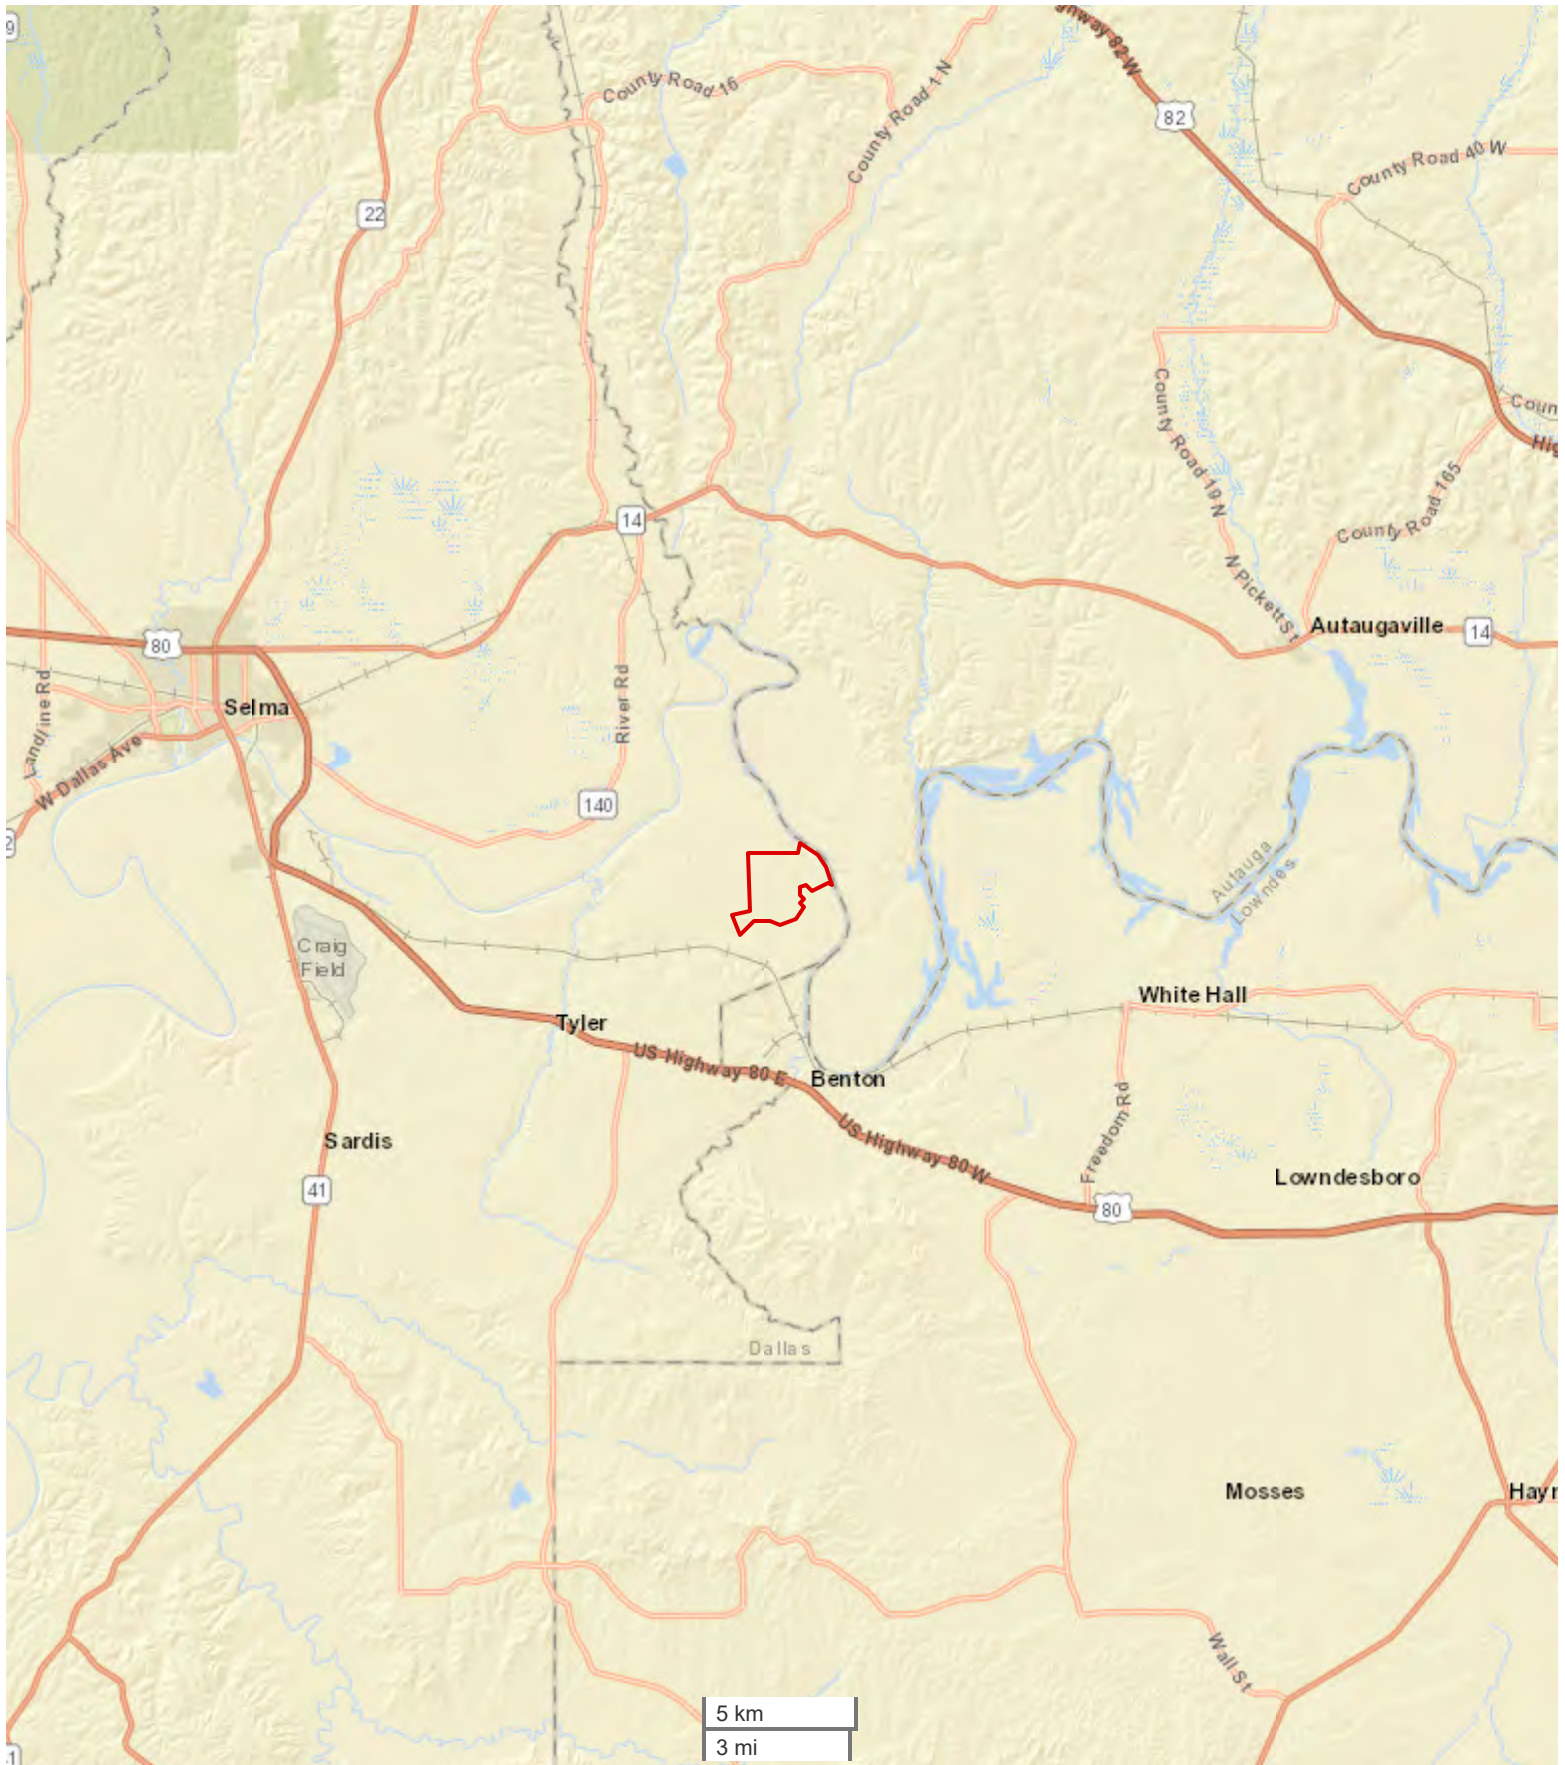 9
Highway 82 W
82
County Road 16
County Road 1 N
County Road 40 W
22
County Road 19 N
Coun
Hig
County Road 165
14
N Pickett St
Autaugaville
14
80
Landline Rd
Selma
River Rd
W Dallas Ave
140
2
Autauga
Lowndes
Craig
Field
White Hall
Tyler
US Highway 80 E
Benton
Freedom Rd
US Highway 80 W
Sardis
41
Lowndesboro
80
Dallas
Mosses
Hayn
Wall St
5 km
3 mi